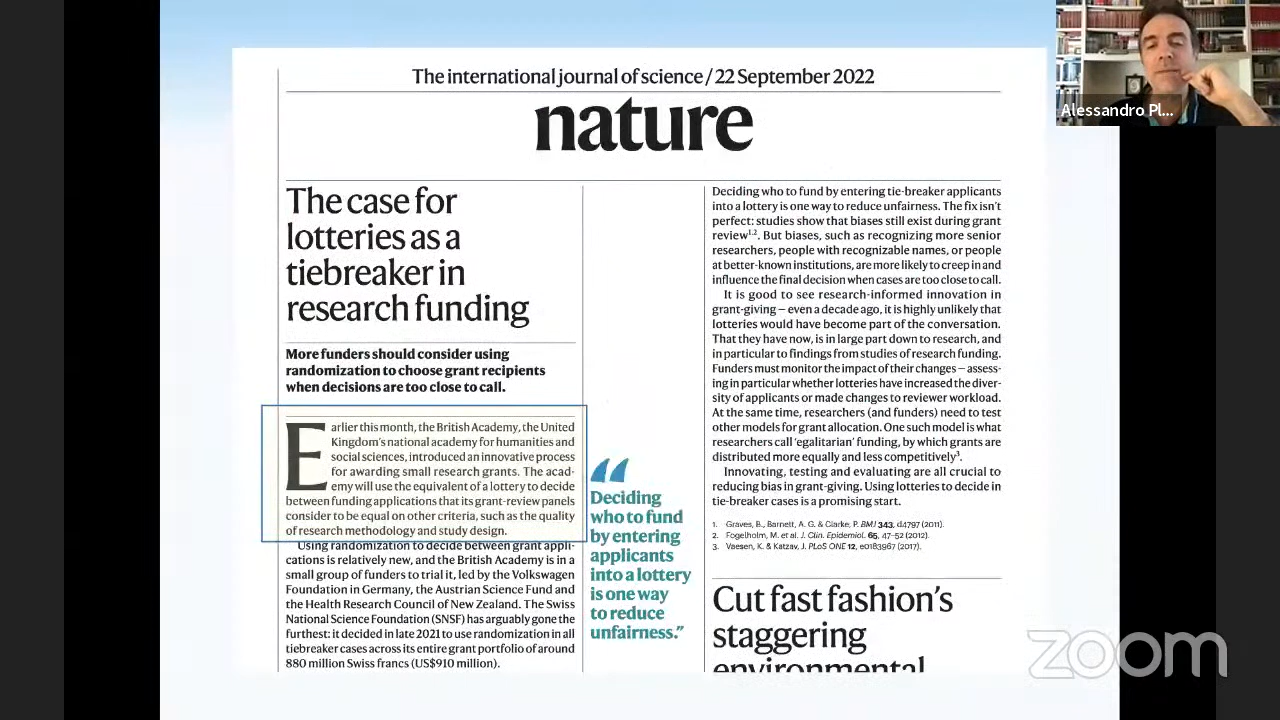 The international journal of science / 22 September 2022
nature
The case for
lotteries as a
tiebreaker in
research funding
More funders should consider using
randomization to choose grant recipients
when decisions are too close to call.
Earlier this month, the British Academy, the United
Kingdom's national academy for humanities and
social sciences, introduced an innovative process
for awarding small research grants. The acad-
emy will use the equivalent of a lottery to decide
between funding applications that its grant-review panels
consider to be equal on other criteria, such as the quality
of research methodology and study design.
Using randomization to decide between grant appli-
cations is relatively new, and the British Academy is in a
small group of funders to trial it, led by the Volkswagen
Foundation in Germany, the Austrian Science Fund and
the Health Research Council of New Zealand. The Swiss
National Science Foundation (SNSF) has arguably gone the
furthest: it decided in late 2021 to use randomization in all
tiebreaker cases across its entire grant portfolio of around
880 million Swiss francs (US$910 million).
“
Deciding
who to fund
by entering
applicants
into a lottery
is one way
to reduce
unfairness.”
Deciding who to fund by entering tie-breaker applicants
into a lottery is one way to reduce unfairness. The fix isn't
perfect: studies show that biases still exist during grant
review1,2. But biases, such as recognizing more senior
researchers, people with recognizable names, or people
at better-known institutions, are more likely to creep in and
influence the final decision when cases are too close to call.
It is good to see research-informed innovation in
grant-giving — even a decade ago, it is highly unlikely that
lotteries would have become part of the conversation.
That they have now, is in large part down to research, and
in particular to findings from studies of research funding.
Funders must monitor the impact of their changes — assess-
ing in particular whether lotteries have increased the diver-
sity of applicants or made changes to reviewer workload.
At the same time, researchers (and funders) need to test
other models for grant allocation. One such model is what
researchers call 'egalitarian' funding, by which grants are
distributed more equally and less competitively3.
Innovating, testing and evaluating are all crucial to
reducing bias in grant-giving. Using lotteries to decide in
tie-breaker cases is a promising start.
1. Graves, B., Barnett, A. G. & Clarke, P. BMJ 343, d4797 (2011).
2. Fogelholm, M. et al. J. Clin. Epidemiol. 65, 47–52 (2012).
3. Vaesen, K. & Katzav, J. PLoS ONE 12, e0183967 (2017).
Cut fast fashion's
staggering
environmental
Alessandro Pl...
zoom